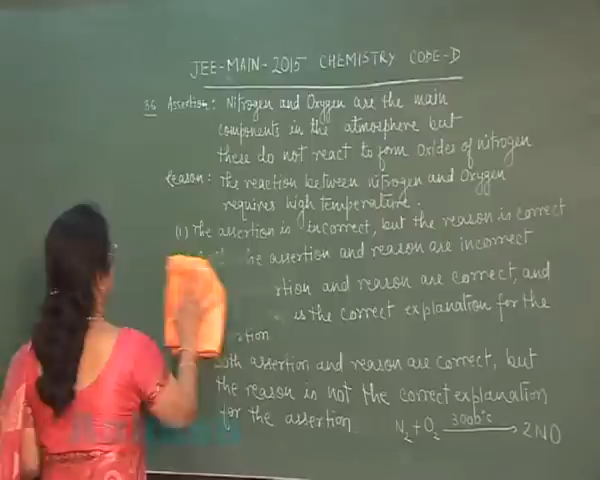 JEE-MAIN-2015 CHEMISTRY CODE-D
36 Assertion: Nitrogen and Oxygen are the main
components in the atmosphere but
these do not react to form oxides of nitrogen
Reason: The reaction between nitrogen and Oxygen
requires high temperature.
(1) The assertion is incorrect, but the reason is correct
he assertion and reason are incorrect
rtion and reason are correct, and
is the correct explanation for the
rtion
oth assertion and reason are correct, but
the reason is not the correct explanation
for the assertion N2 + O2 3000°C → 2NO